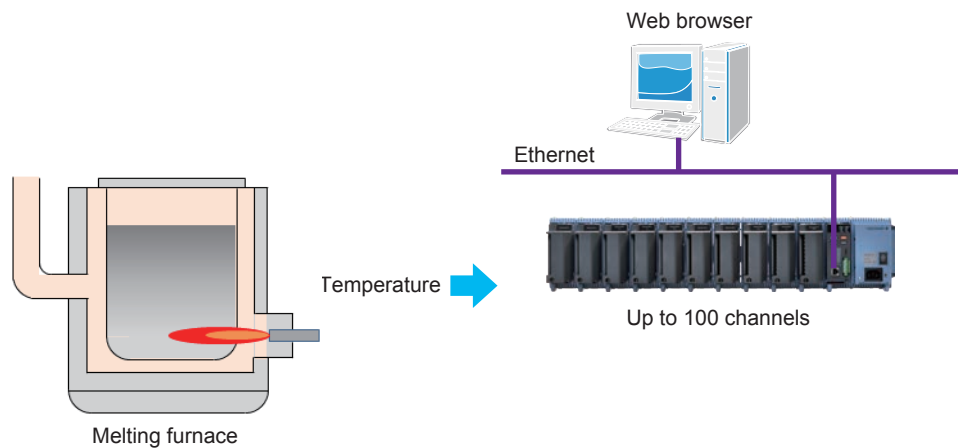 Web browser
Ethernet
Temperature
Up to 100 channels
Melting furnace